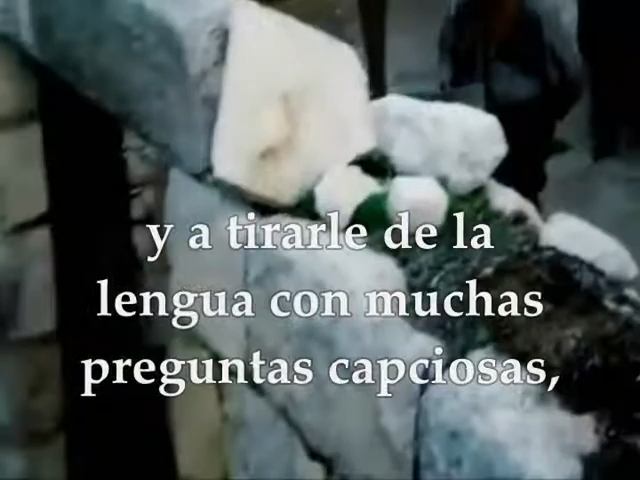 y a tirarle de la
lengua con muchas
preguntas capciosas,